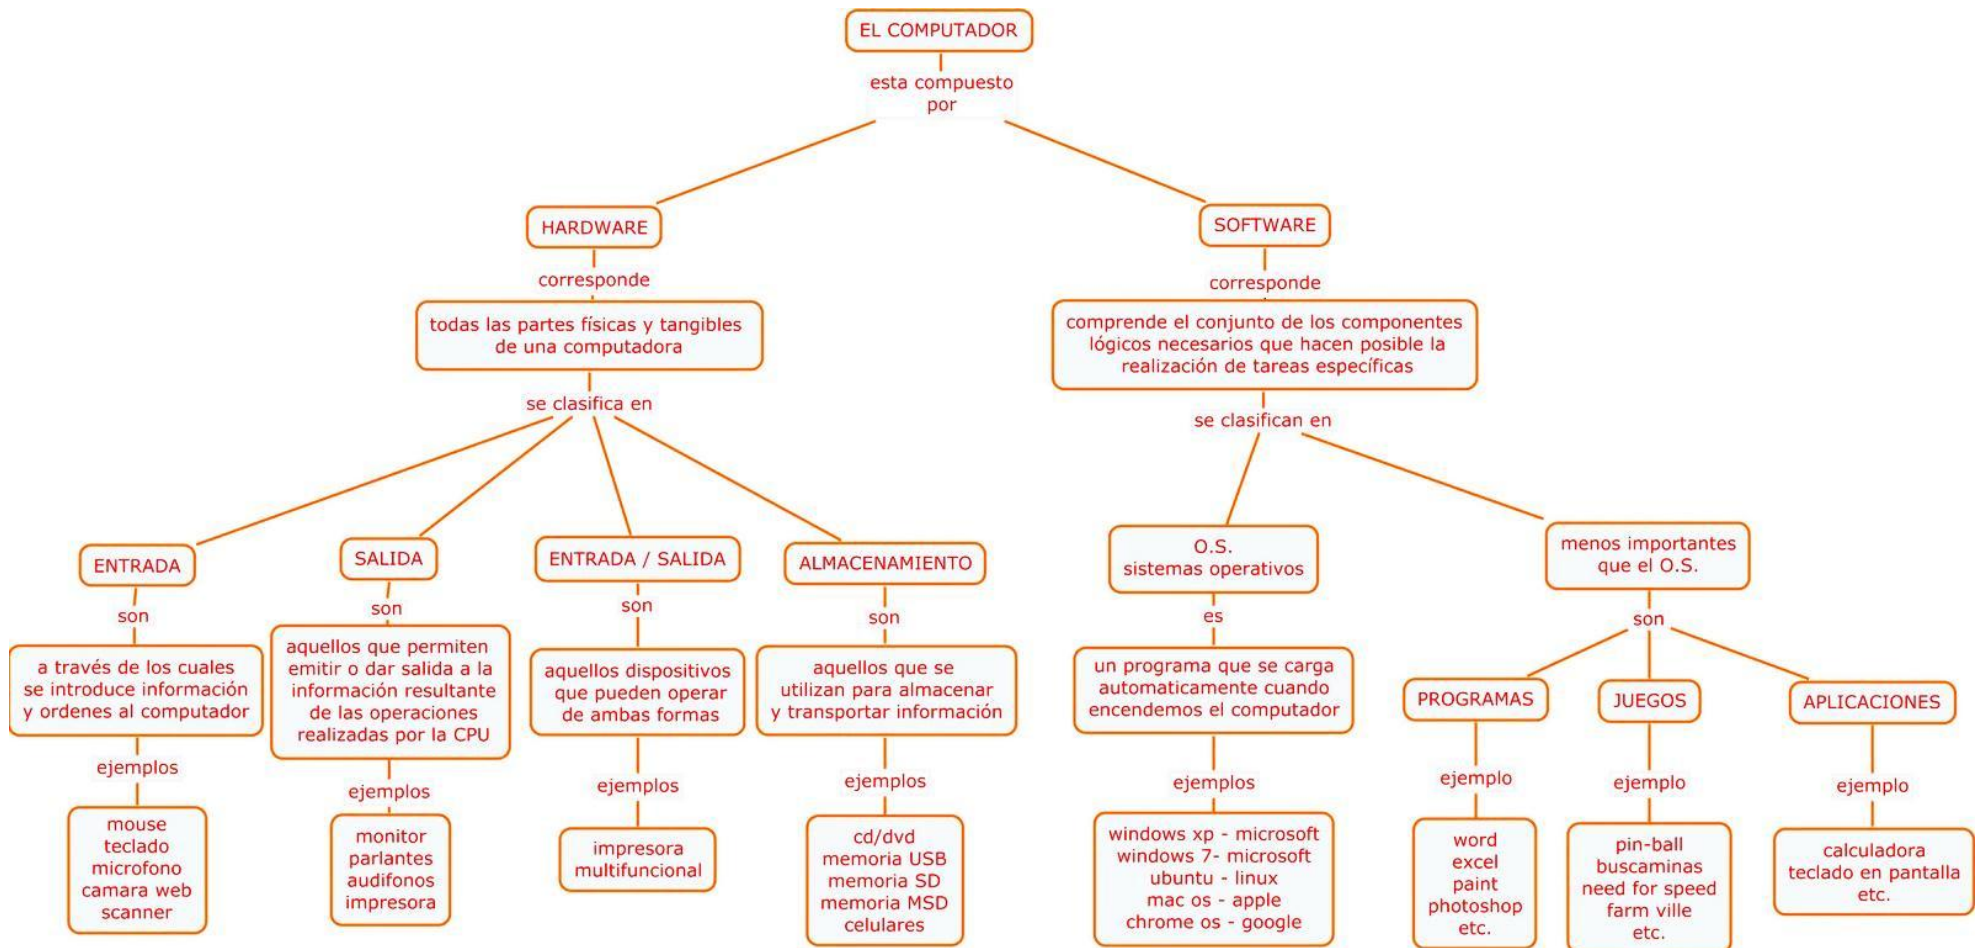 EL COMPUTADOR
esta compuesto
por
HARDWARE
corresponde
todas las partes físicas y tangibles
de una computadora
se clasifica en
ENTRADA
son
a través de los cuales
se introduce información
y ordenes al computador
ejemplos
mouse
teclado
microfono
camara web
scanner
SALIDA
son
aquellos que permiten
emitir o dar salida a la
información resultante
de las operaciones
realizadas por la CPU
ejemplos
monitor
parlantes
audifonos
impresora
ENTRADA / SALIDA
son
aquellos dispositivos
que pueden operar
de ambas formas
ejemplos
impresora
multifuncional
ALMACENAMIENTO
son
aquellos que se
utilizan para almacenar
y transportar información
ejemplos
cd/dvd
memoria USB
memoria SD
memoria MSD
celulares
SOFTWARE
corresponde
comprende el conjunto de los componentes
lógicos necesarios que hacen posible la
realización de tareas específicas
se clasifican en
O.S.
sistemas operativos
es
un programa que se carga
automaticamente cuando
encendemos el computador
ejemplos
windows xp - microsoft
windows 7- microsoft
ubuntu - linux
mac os - apple
chrome os - google
menos importantes
que el O.S.
son
PROGRAMAS
ejemplo
word
excel
paint
photoshop
etc.
JUEGOS
ejemplo
pin-ball
buscaminas
need for speed
farm ville
etc.
APLICACIONES
ejemplo
calculadora
teclado en pantalla
etc.